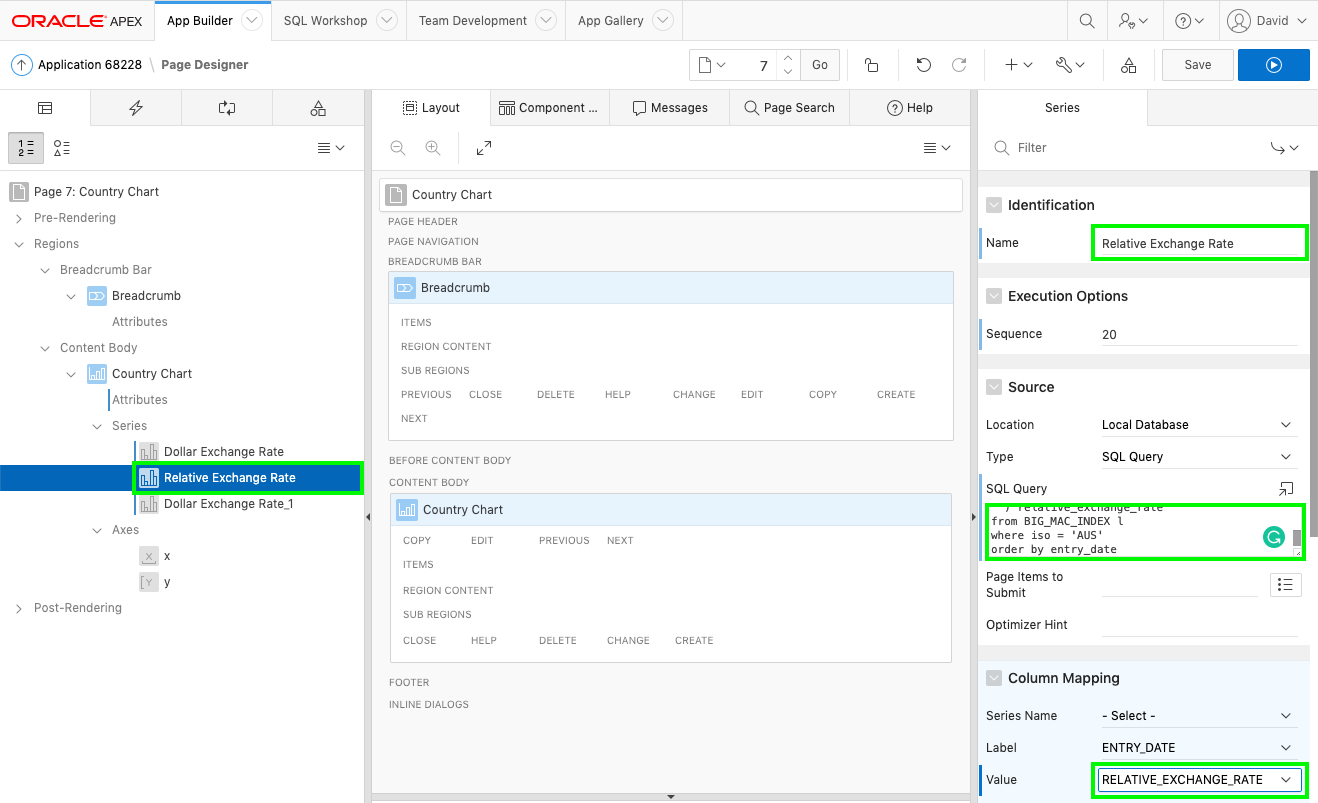 ORACLE APEX
App Builder
SQL Workshop
Team Development
App Gallery
David
Application 68228 \ Page Designer
7
Go
Save
Page 7: Country Chart
Pre-Rendering
Regions
Breadcrumb Bar
Breadcrumb
Attributes
Content Body
Country Chart
Attributes
Series
Dollar Exchange Rate
Relative Exchange Rate
Dollar Exchange Rate_1
Axes
x
y
Post-Rendering
Layout
Component ...
Messages
Page Search
Help
Country Chart
PAGE HEADER
PAGE NAVIGATION
BREADCRUMB BAR
Breadcrumb
ITEMS
REGION CONTENT
SUB REGIONS
PREVIOUS CLOSE DELETE HELP CHANGE EDIT COPY CREATE
NEXT
BEFORE CONTENT BODY
CONTENT BODY
Country Chart
COPY EDIT PREVIOUS NEXT
ITEMS
REGION CONTENT
SUB REGIONS
CLOSE HELP DELETE CHANGE CREATE
FOOTER
INLINE DIALOGS
Series
Filter
Identification
Name Relative Exchange Rate
Execution Options
Sequence 20
Source
Location Local Database
Type SQL Query
SQL Query
) relative_exchange_rate
from BIG_MAC_INDEX l
where iso = 'AUS'
order by entry_date
Page Items to
Submit
Optimizer Hint
Column Mapping
Series Name - Select -
Label ENTRY_DATE
Value RELATIVE_EXCHANGE_RATE